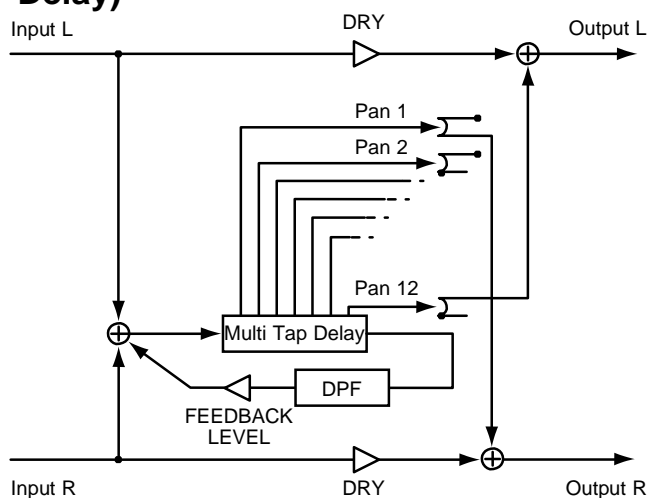 Delay)
Input L
DRY
Output L
Pan 1
Pan 2
Pan 12
Multi Tap Delay
DPF
FEEDBACK
LEVEL
Input R
DRY
Output R